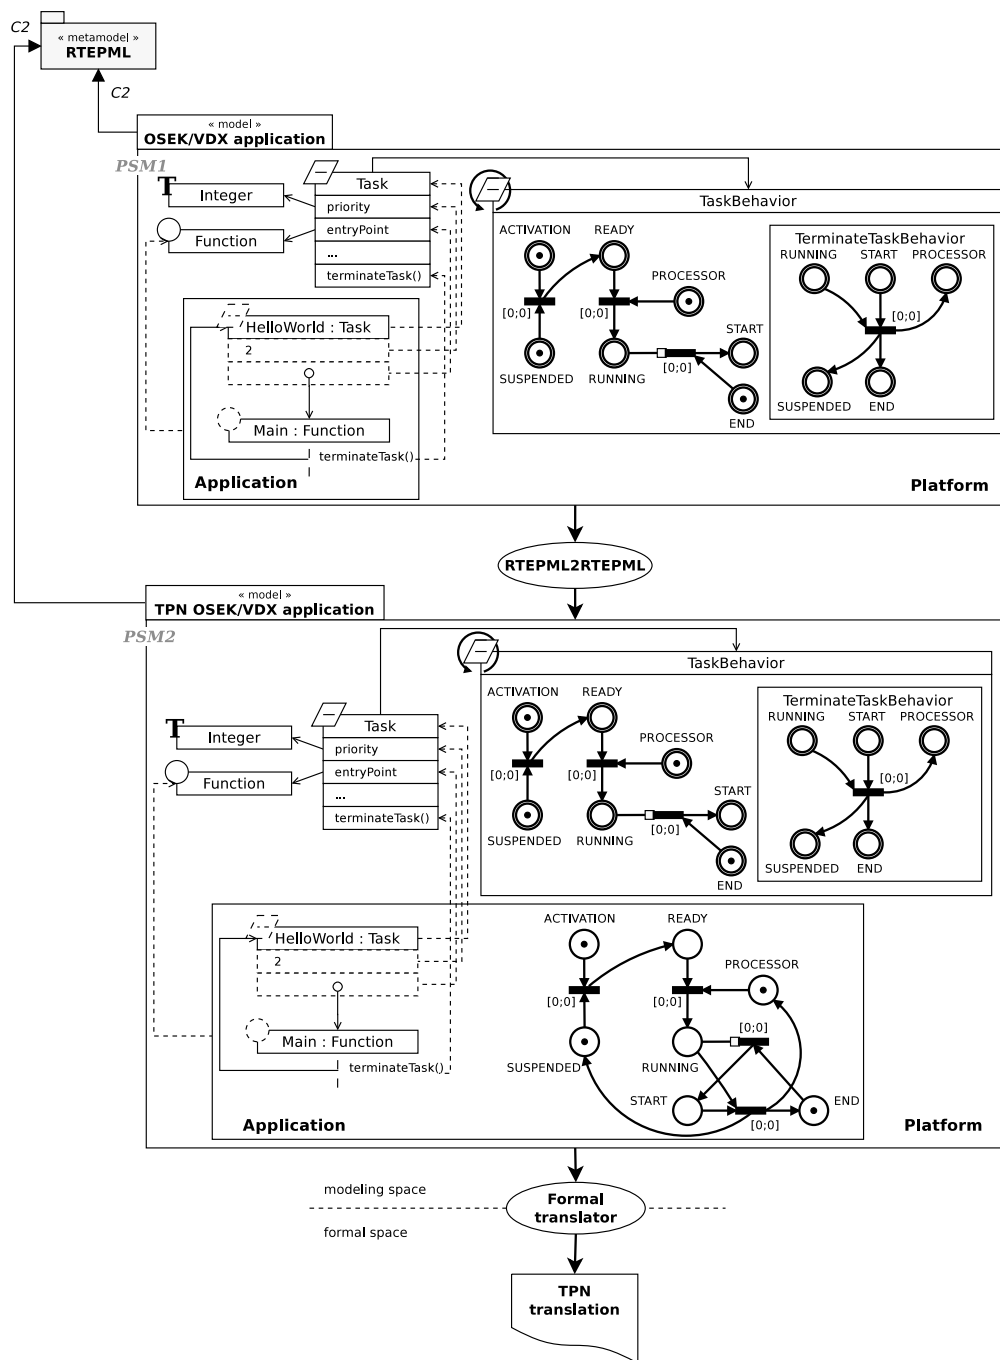 C2
« metamodel »
RTEPML
C2
« model »
OSEK/VDX application
PSM1
T
Integer
Function
Task
priority
entryPoint
...
terminateTask()
HelloWorld : Task
2
Main : Function
terminateTask()
Application
TaskBehavior
ACTIVATION
READY
PROCESSOR
[0;0]
[0;0]
START
SUSPENDED
RUNNING
[0;0]
END
TerminateTaskBehavior
RUNNING
START
PROCESSOR
[0;0]
SUSPENDED
END
Platform
RTEPML2RTEPML
« model »
TPN OSEK/VDX application
PSM2
T
Integer
Function
Task
priority
entryPoint
...
terminateTask()
TaskBehavior
ACTIVATION
READY
PROCESSOR
[0;0]
[0;0]
START
SUSPENDED
RUNNING
[0;0]
END
TerminateTaskBehavior
RUNNING
START
PROCESSOR
[0;0]
SUSPENDED
END
HelloWorld : Task
2
Main : Function
terminateTask()
Application
ACTIVATION
READY
PROCESSOR
[0;0]
[0;0]
[0;0]
SUSPENDED
RUNNING
START
END
[0;0]
Platform
modeling space
Formal
translator
formal space
TPN
translation